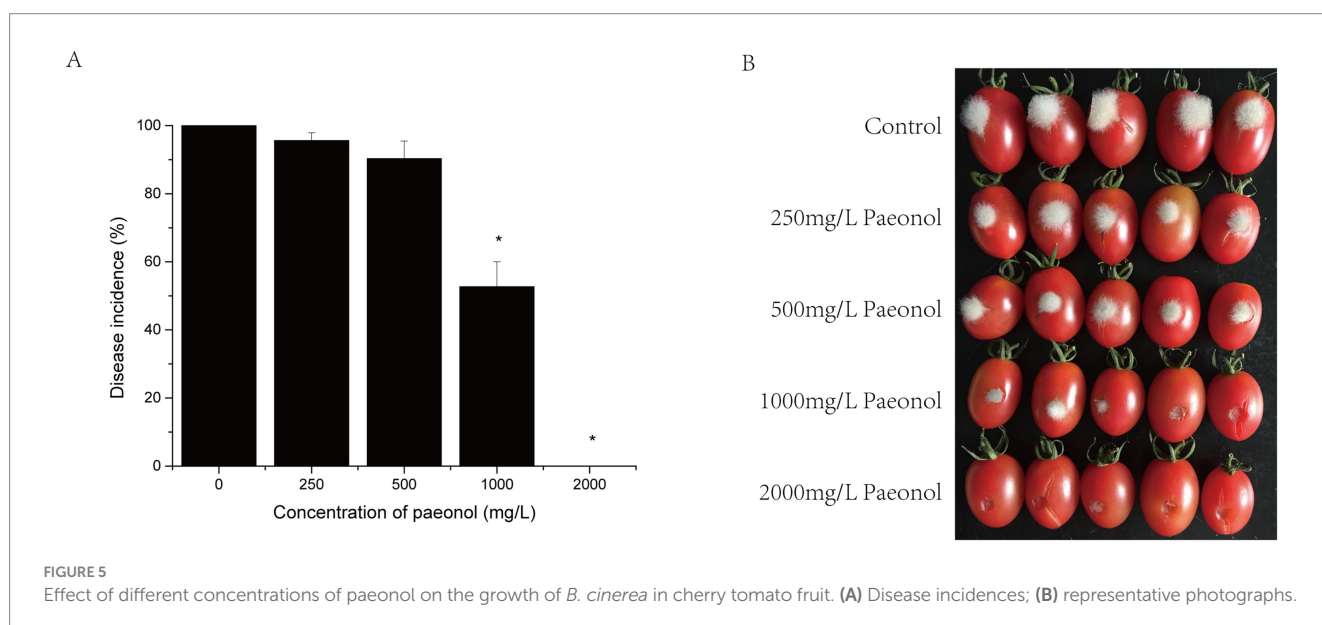 A
Disease incidence (%)
100
80
60
40
20
0
*
*
0 250 500 1000 2000
Concentration of paeonol (mg/L)
B
Control
250mg/L Paeonol
500mg/L Paeonol
1000mg/L Paeonol
2000mg/L Paeonol
FIGURE 5
Effect of different concentrations of paeonol on the growth of B. cinerea in cherry tomato fruit. (A) Disease incidences; (B) representative photographs.